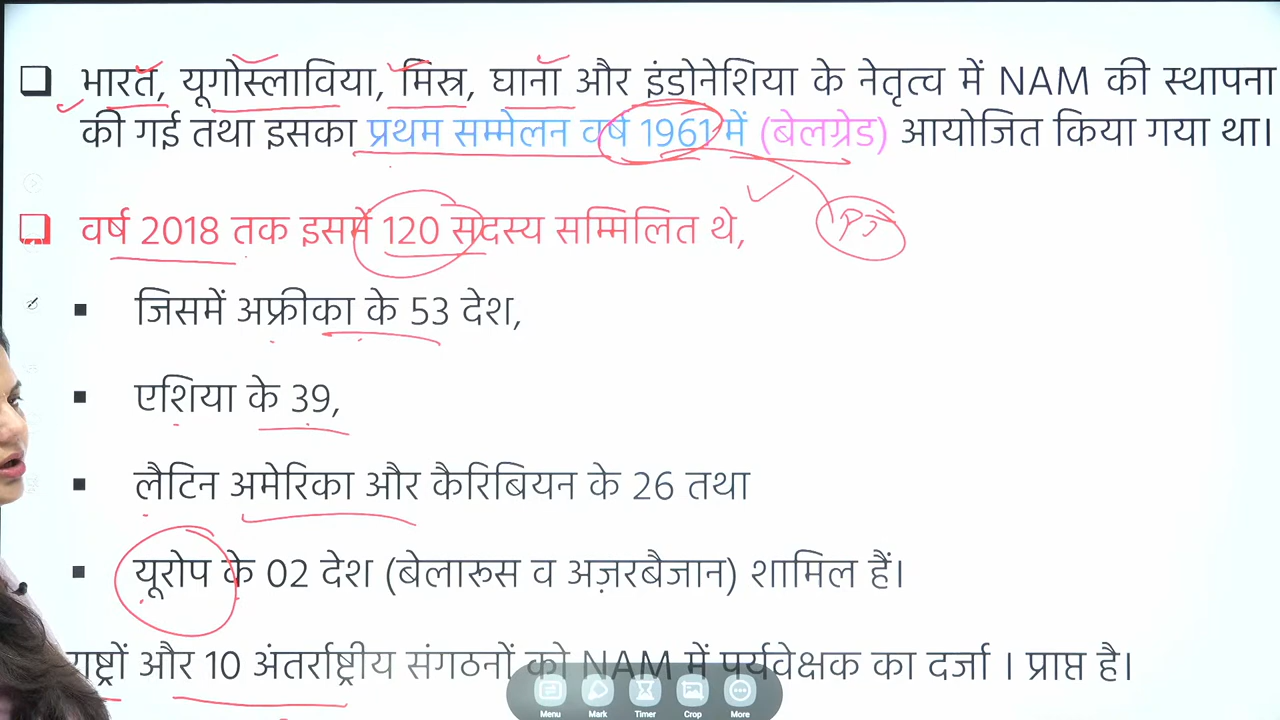 भारत, यूगोस्लाविया, मिस्र, घाना और इंडोनेशिया के नेतृत्व में NAM की स्थापना
की गई तथा इसका प्रथम सम्मेलन वर्ष 1961 में (बेलग्रेड) आयोजित किया गया था।
वर्ष 2018 तक इसमें 120 सदस्य सम्मिलित थे,
जिसमें अफ्रीका के 53 देश,
एशिया के 39,
लैटिन अमेरिका और कैरिबियन के 26 तथा
यूरोप के 02 देश (बेलारूस व अज़रबैजान) शामिल हैं।
और 10 अंतर्राष्ट्रीय संगठनों को NAM में पर्यवेक्षक का दर्जा । प्राप्त है।
Menu Mark Timer Crop More